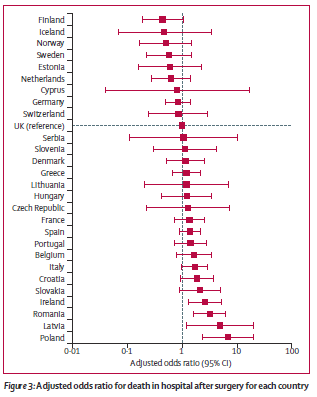 Finland
Iceland
Norway
Sweden
Estonia
Netherlands
Cyprus
Germany
Switzerland
UK (reference)
Serbia
Slovenia
Denmark
Greece
Lithuania
Hungary
Czech Republic
France
Spain
Portugal
Belgium
Italy
Croatia
Slovakia
Ireland
Romania
Latvia
Poland
0·01 0·1 1 10 100
Adjusted odds ratio (95% CI)
Figure 3: Adjusted odds ratio for death in hospital after surgery for each country